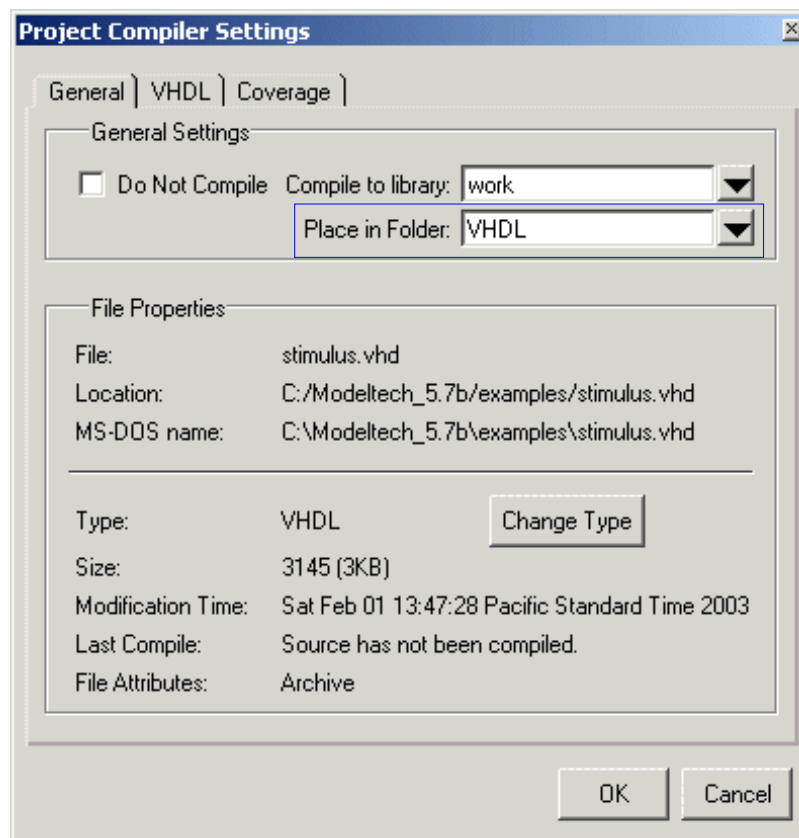 Project Compiler Settings
General VHDL Coverage
General Settings
Do Not Compile Compile to library: work
Place in Folder: VHDL
File Properties
File: stimulus.vhd
Location: C:/Modeltech_5.7b/examples/stimulus.vhd
MS-DOS name: C:\Modeltech_5.7b\examples\stimulus.vhd
Type: VHDL Change Type
Size: 3145 (3KB)
Modification Time: Sat Feb 01 13:47:28 Pacific Standard Time 2003
Last Compile: Source has not been compiled.
File Attributes: Archive
OK Cancel